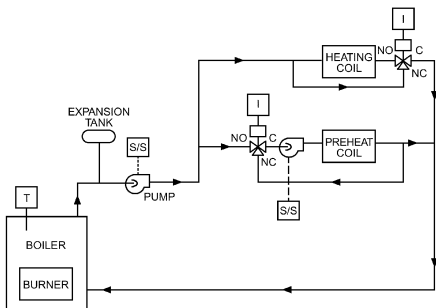 I
NO
HEATING
COIL
C
NC
EXPANSION
TANK
I
S/S
NO
C
PREHEAT
COIL
NC
T
PUMP
S/S
BOILER
BURNER